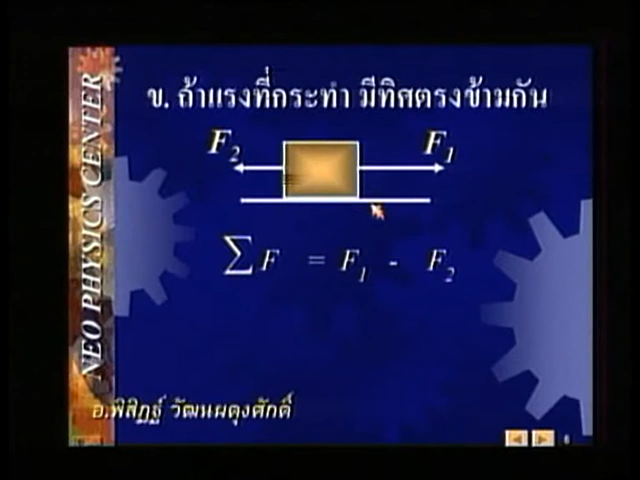 NEO PHYSICS CENTER
ข. ถ้าแรงที่กระทำ มีทิศตรงข้ามกัน
F₂ F₁
∑F = F₁ - F₂
อ.พิสิฏฐ์ วัฒนผดุงศักดิ์
6